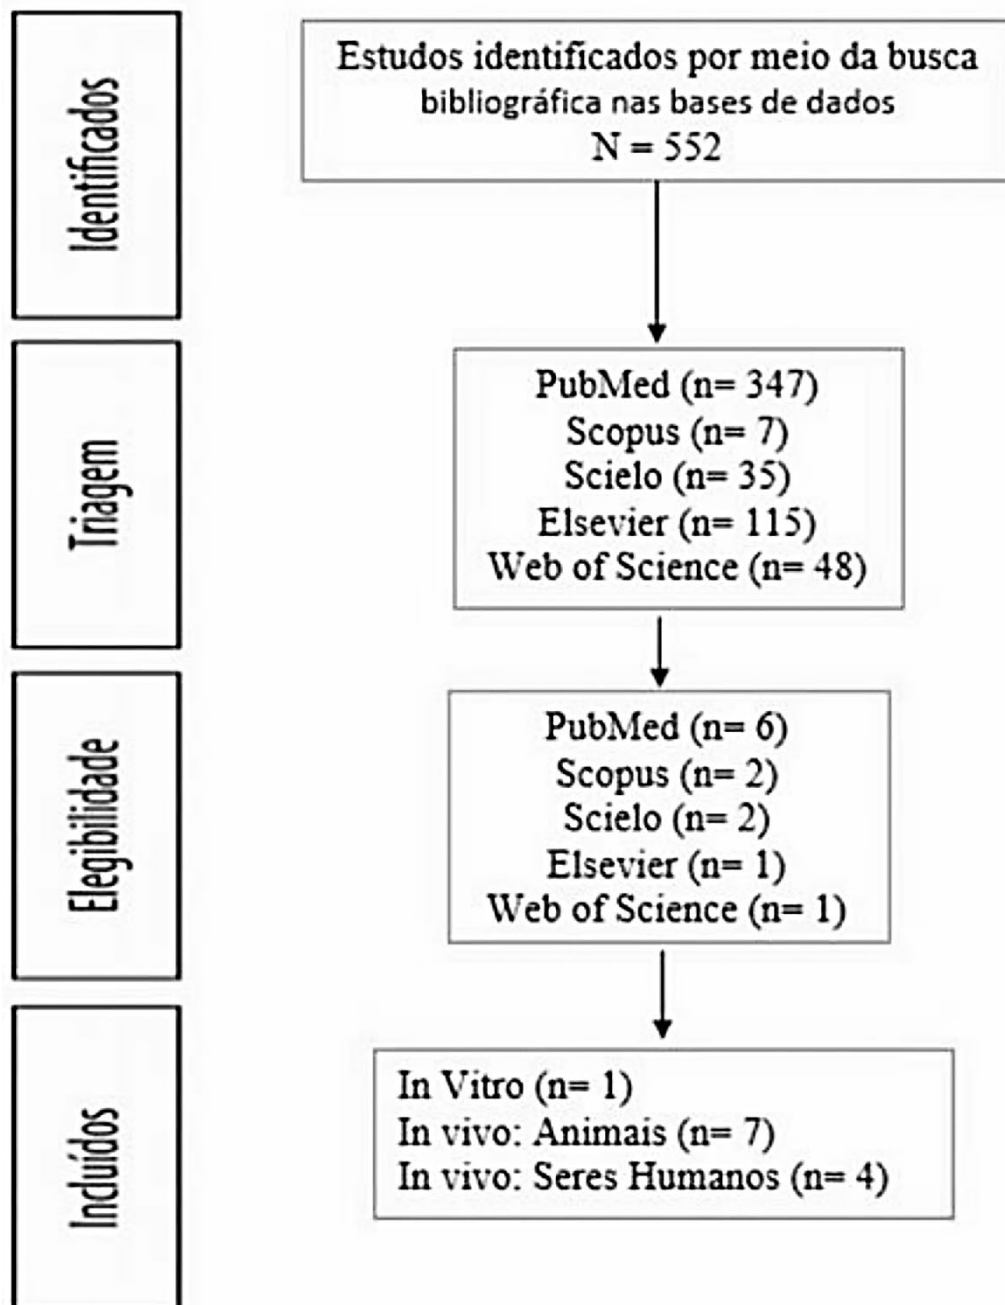 Identificados
Estudos identificados por meio da busca
bibliográfica nas bases de dados
N = 552
Triagem
PubMed (n= 347)
Scopus (n= 7)
Scielo (n= 35)
Elsevier (n= 115)
Web of Science (n= 48)
Elegibilidade
PubMed (n= 6)
Scopus (n= 2)
Scielo (n= 2)
Elsevier (n= 1)
Web of Science (n= 1)
Incluídos
In Vitro (n= 1)
In vivo: Animais (n= 7)
In vivo: Seres Humanos (n= 4)